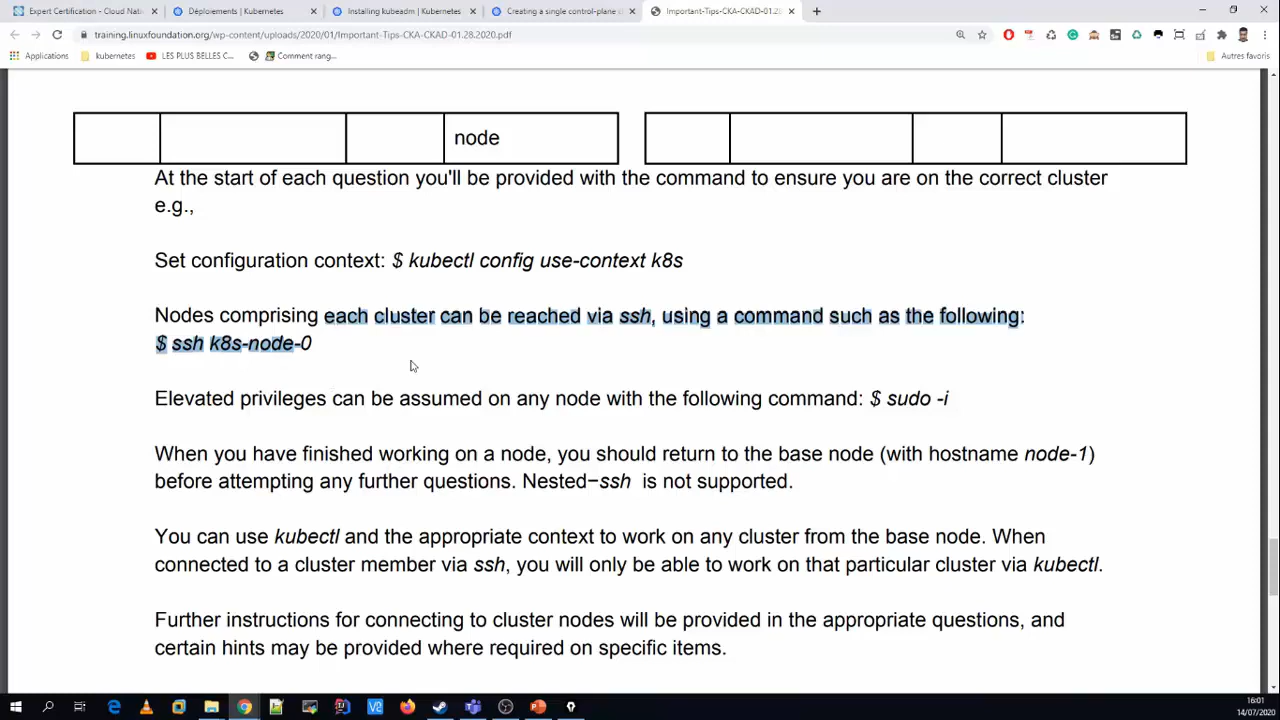 Expert Certification - Cloud Nati
Déploiements | Kubernetes
Installing kubeadm | Kubernetes
Creating a single control-plane cl
Important-Tips-CKA-CKAD-01.28.2
training.linuxfoundation.org/wp-content/uploads/2020/01/Important-Tips-CKA-CKAD-01.28.2020.pdf
Applications
kubernetes
LES PLUS BELLES C...
Comment rang...
Autres favoris
node
At the start of each question you'll be provided with the command to ensure you are on the correct cluster
e.g.,
Set configuration context: $ kubectl config use-context k8s
Nodes comprising each cluster can be reached via ssh, using a command such as the following:
$ ssh k8s-node-0
Elevated privileges can be assumed on any node with the following command: $ sudo -i
When you have finished working on a node, you should return to the base node (with hostname node-1)
before attempting any further questions. Nested−ssh is not supported.
You can use kubectl and the appropriate context to work on any cluster from the base node. When
connected to a cluster member via ssh, you will only be able to work on that particular cluster via kubectl.
Further instructions for connecting to cluster nodes will be provided in the appropriate questions, and
certain hints may be provided where required on specific items.
16:01
14/07/2020